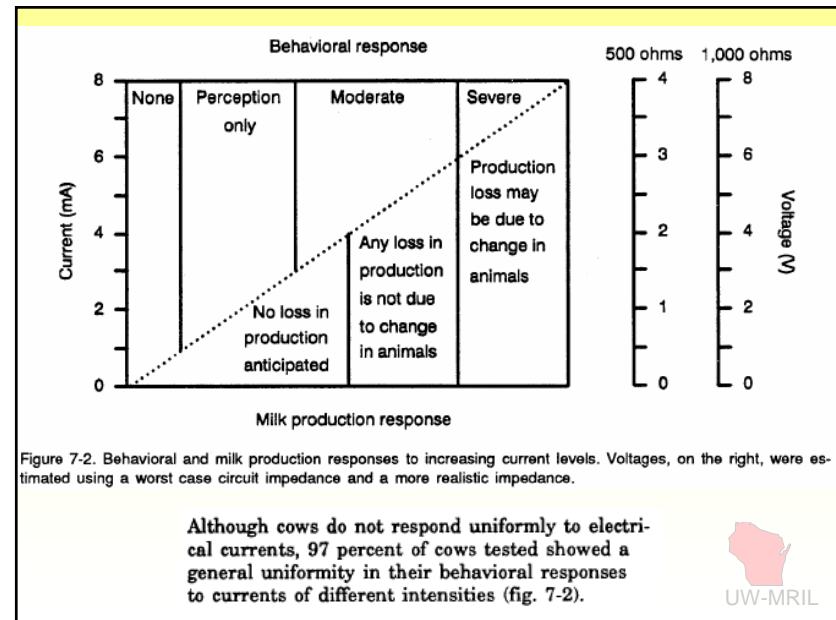 Behavioral response
500 ohms 1,000 ohms
8
6
4
2
0
Current (mA)
None
Perception
only
Moderate
Severe
No loss in
production
anticipated
Any loss in
production
is not due
to change
in animals
Production
loss may
be due to
change in
animals
4
3
2
1
0
8
6
4
2
0
Voltage (V)
Milk production response
Figure 7-2. Behavioral and milk production responses to increasing current levels. Voltages, on the right, were es-
timated using a worst case circuit impedance and a more realistic impedance.
Although cows do not respond uniformly to electri-
cal currents, 97 percent of cows tested showed a
general uniformity in their behavioral responses
to currents of different intensities (fig. 7-2).
UW-MRIL